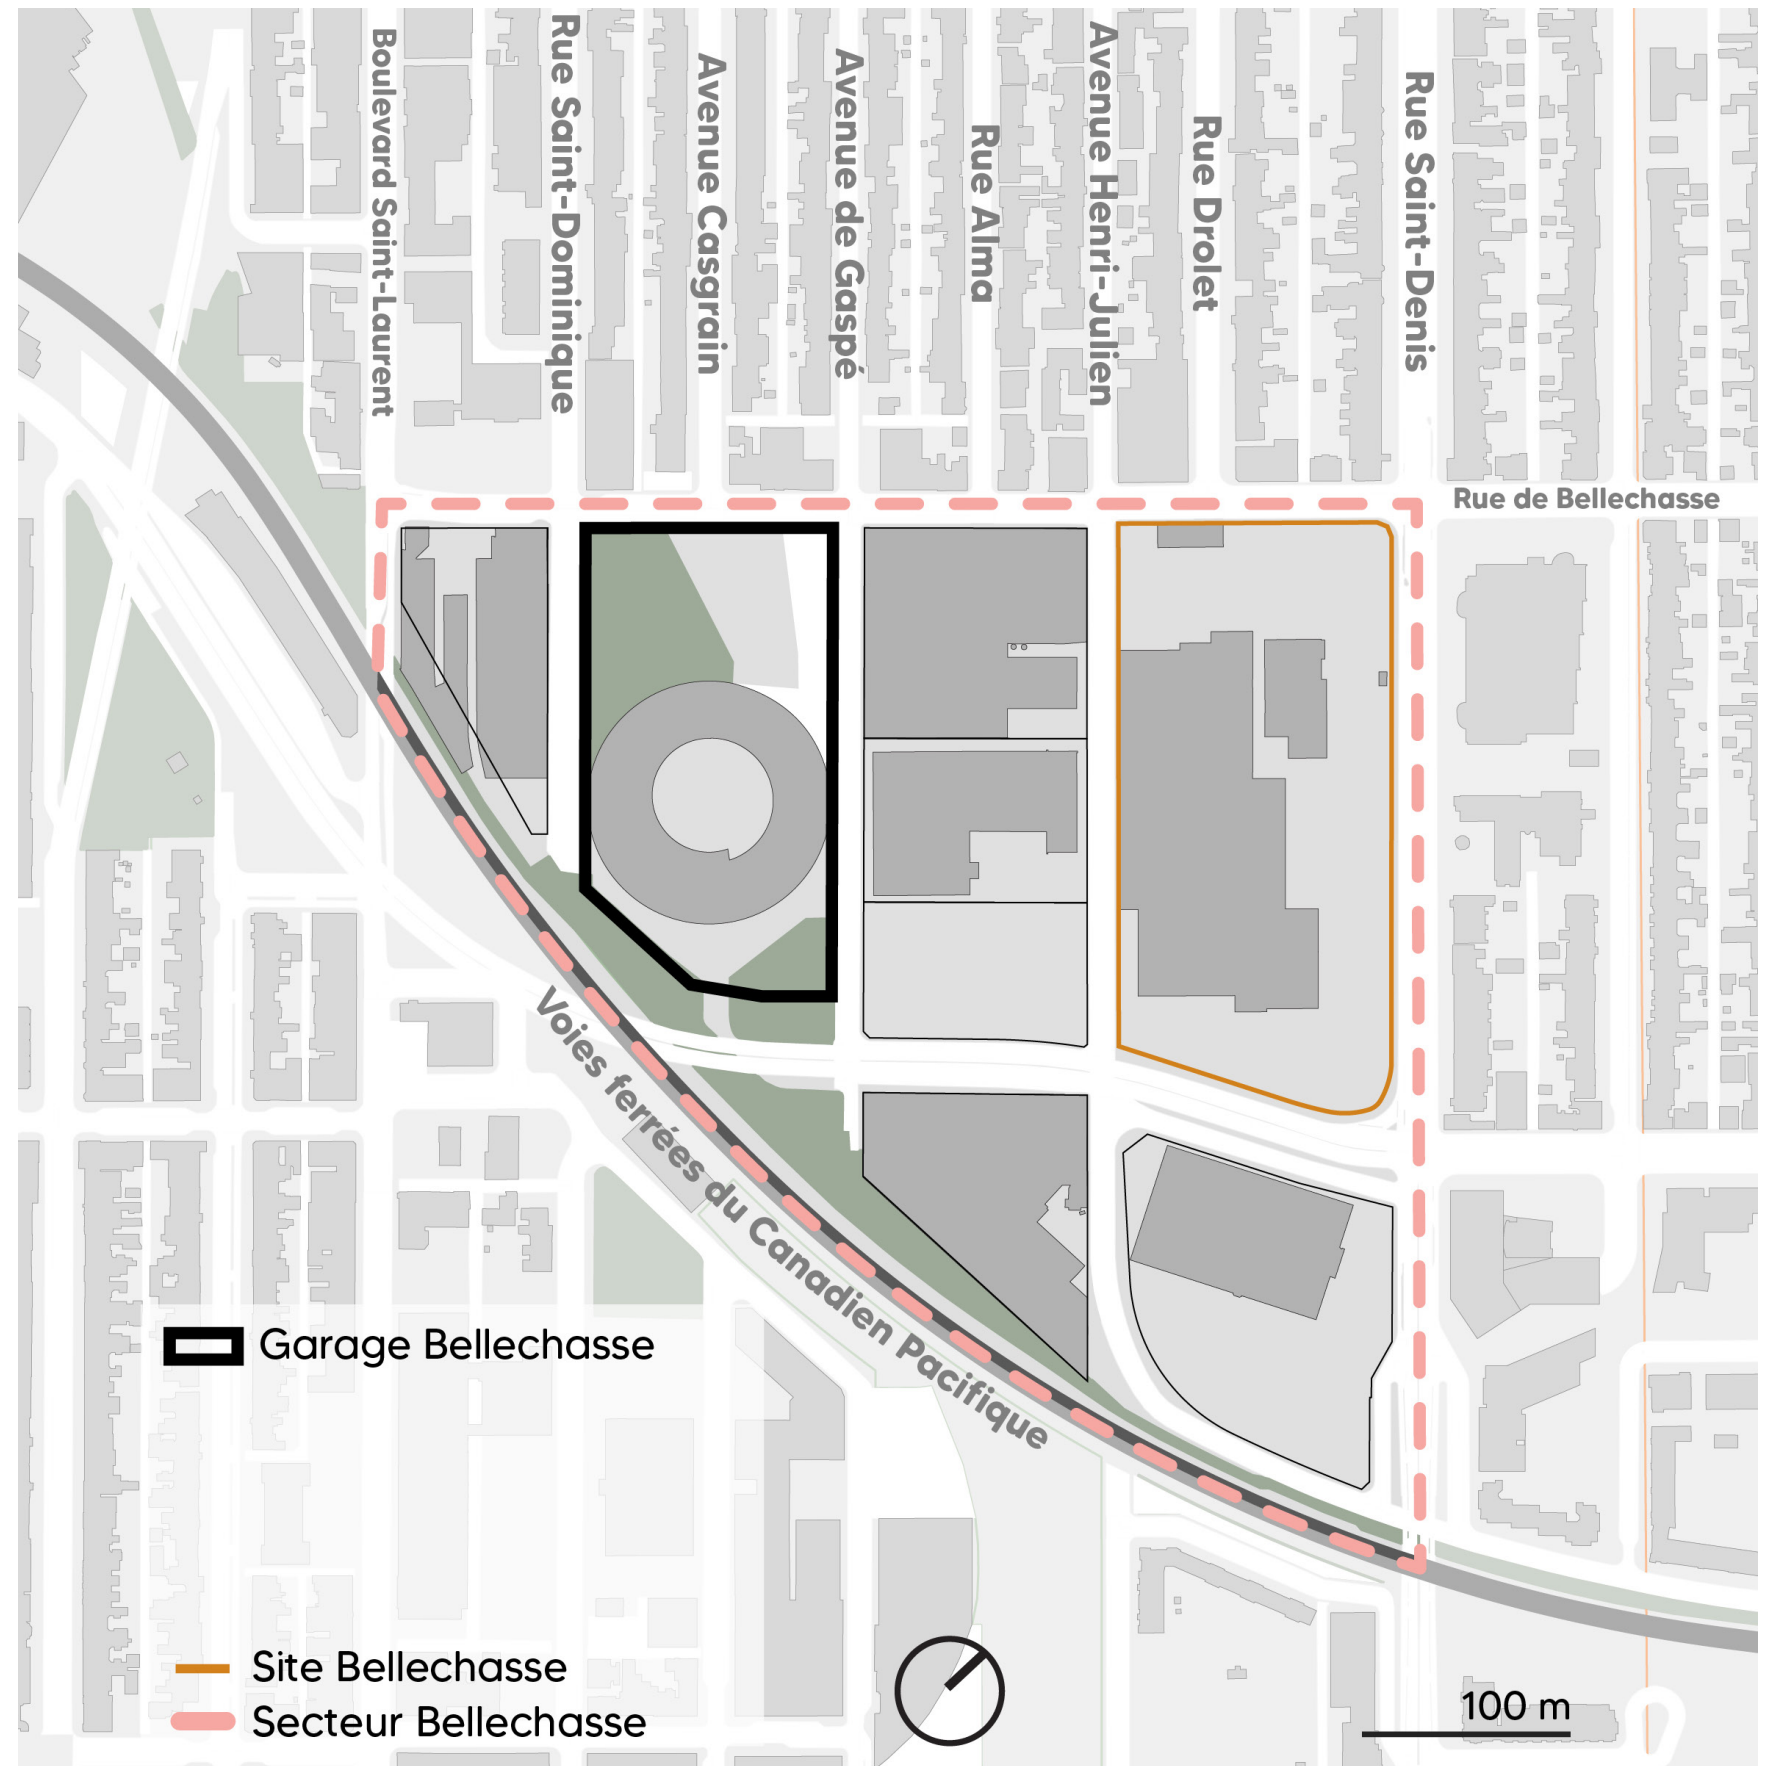 Boulevard Saint-Laurent
Rue Saint-Dominique
Avenue Casgrain
Avenue de Gaspé
Rue Alma
Avenue Henri-Julien
Rue Drolet
Rue Saint-Denis
Rue de Bellechasse
Voies ferrées du Canadien Pacifique
Garage Bellechasse
Site Bellechasse
Secteur Bellechasse
100 m